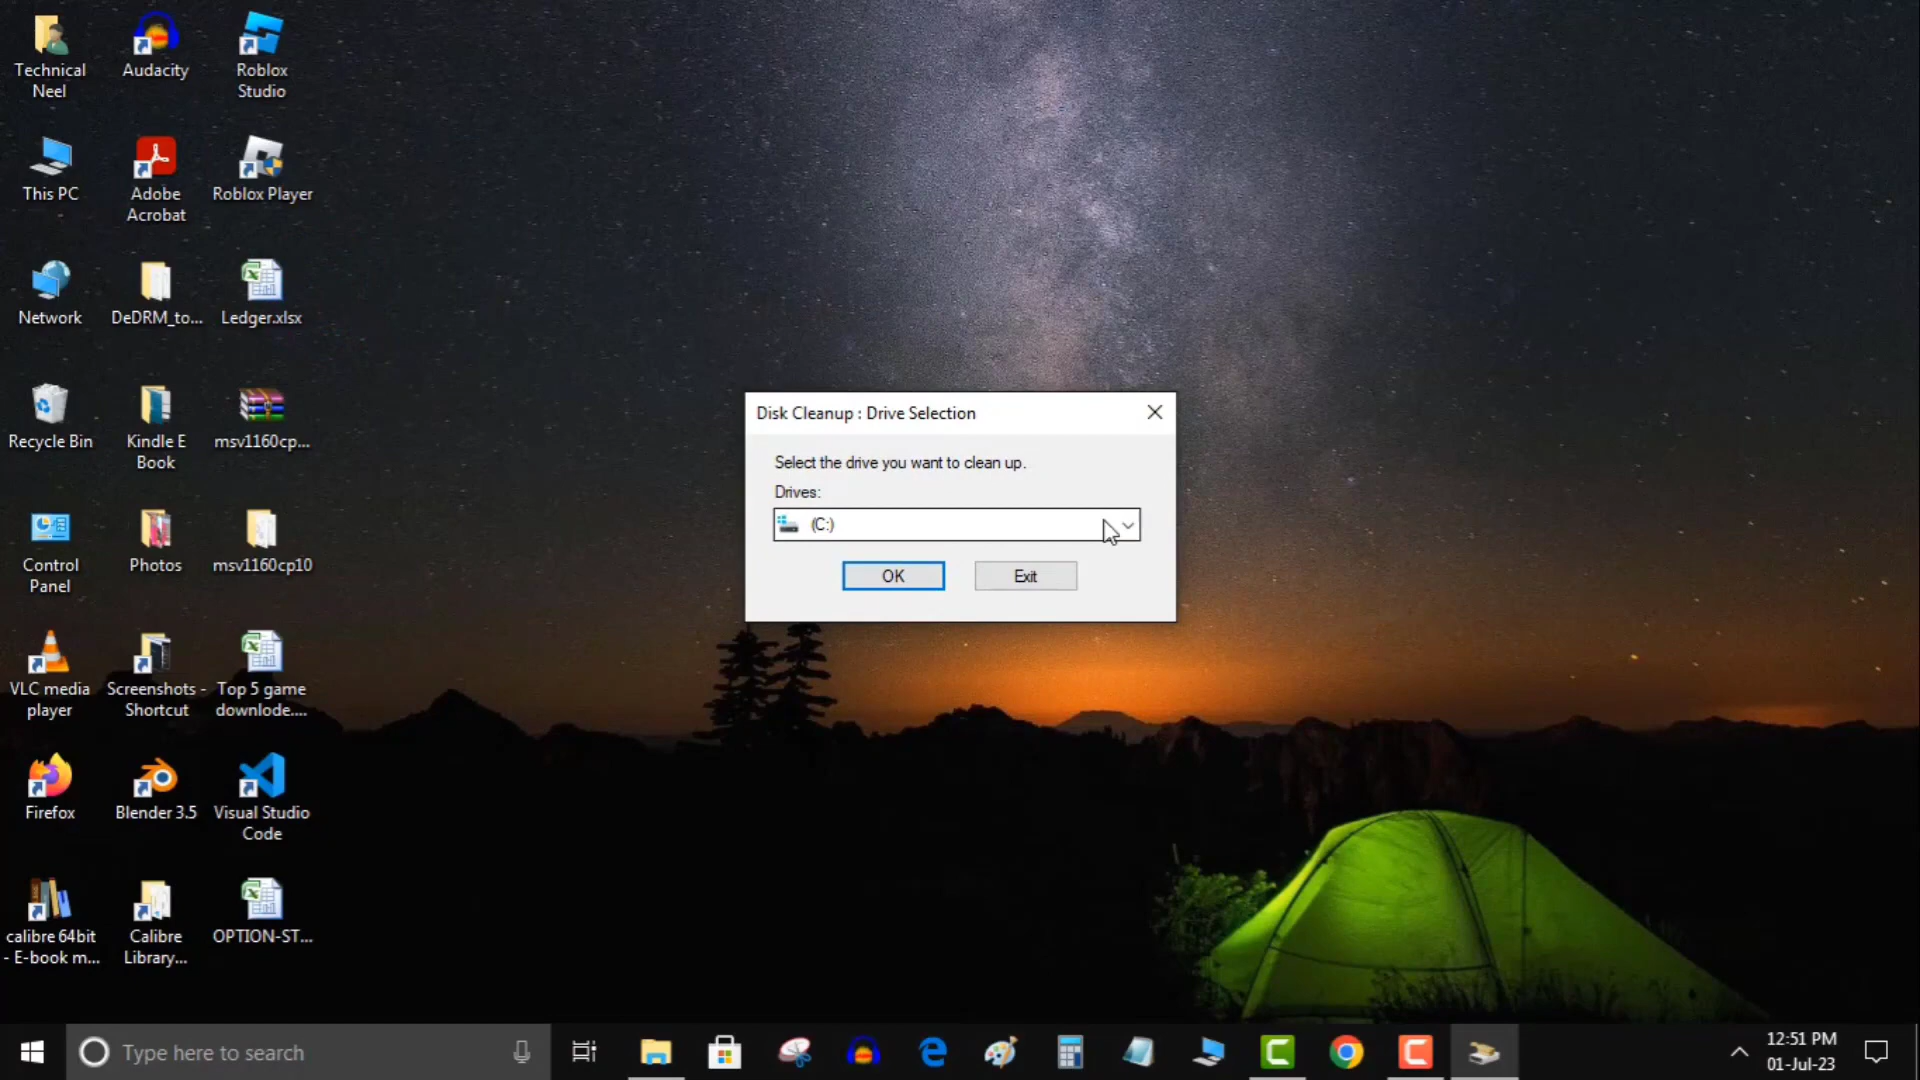 Technical
Neel
Audacity
Roblox
Studio
This PC
Adobe
Acrobat
Roblox Player
Network
DeDRM_to...
Ledger.xlsx
Recycle Bin
Kindle E
Book
msv1160cp...
Control
Panel
Photos
msv1160cp10
VLC media
player
Screenshots -
Shortcut
Top 5 game
downlode....
Firefox
Blender 3.5
Visual Studio
Code
calibre 64bit
- E-book m...
Calibre
Library...
OPTION-ST...
Disk Cleanup : Drive Selection
Select the drive you want to clean up.
Drives:
(C:)
OK
Exit
Type here to search
12:51 PM
01-Jul-23